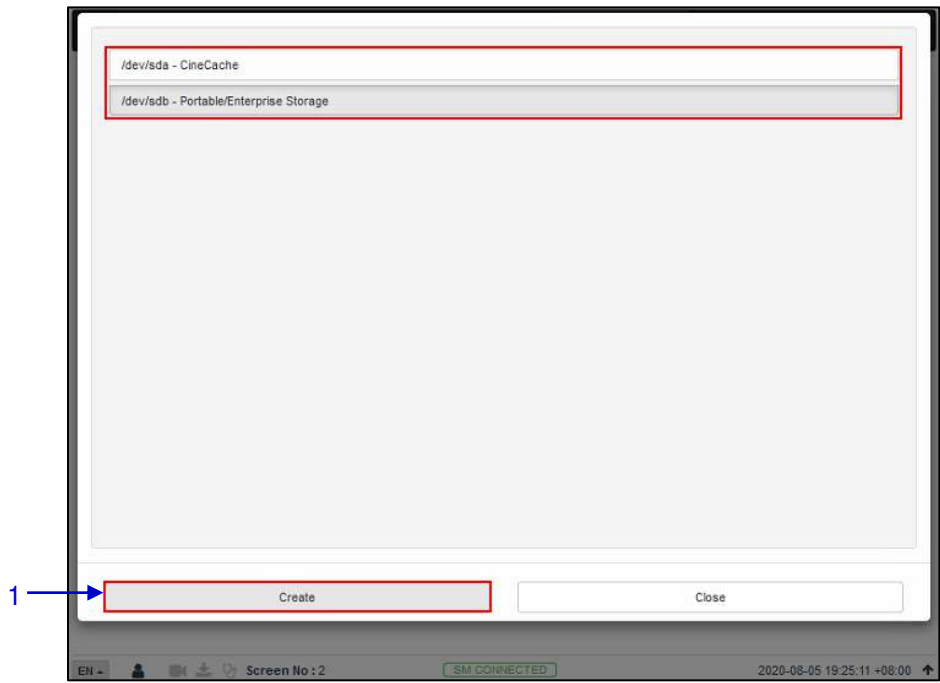 /dev/sda - CineCache
/dev/sdb - Portable/Enterprise Storage
1
Create
Close
EN
Screen No : 2
SM CONNECTED
2020-08-05 19:25:11 +08:00